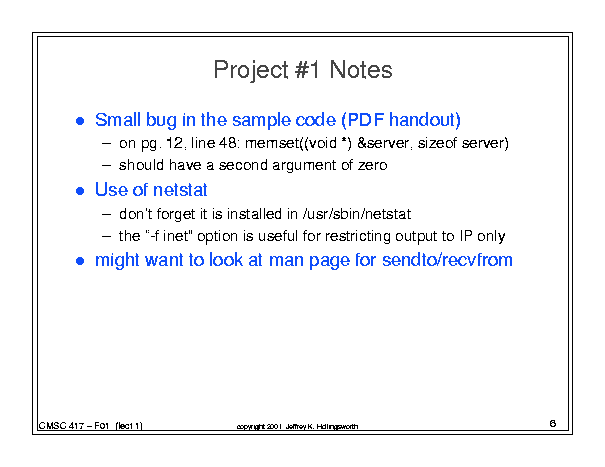 Project #1 Notes
● Small bug in the sample code (PDF handout)
– on pg. 12, line 48: memset((void *) &server, sizeof server)
– should have a second argument of zero
● Use of netstat
– don't forget it is installed in /usr/sbin/netstat
– the "-f inet" option is useful for restricting output to IP only
● might want to look at man page for sendto/recvfrom
CMSC 417 – F01 (lect1)
copyright 2001 Jeffrey K. Hollingsworth
6